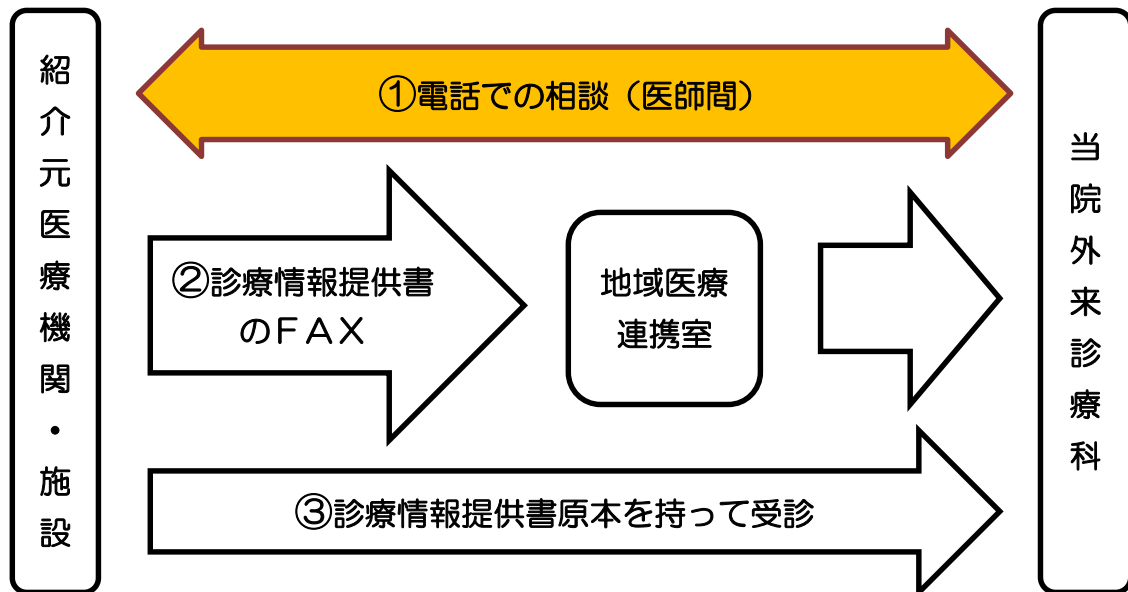 紹介元医療機関・施設
①電話での相談（医師間）
②診療情報提供書
のＦＡＸ
地域医療
連携室
③診療情報提供書原本を持って受診
当院外来診療科